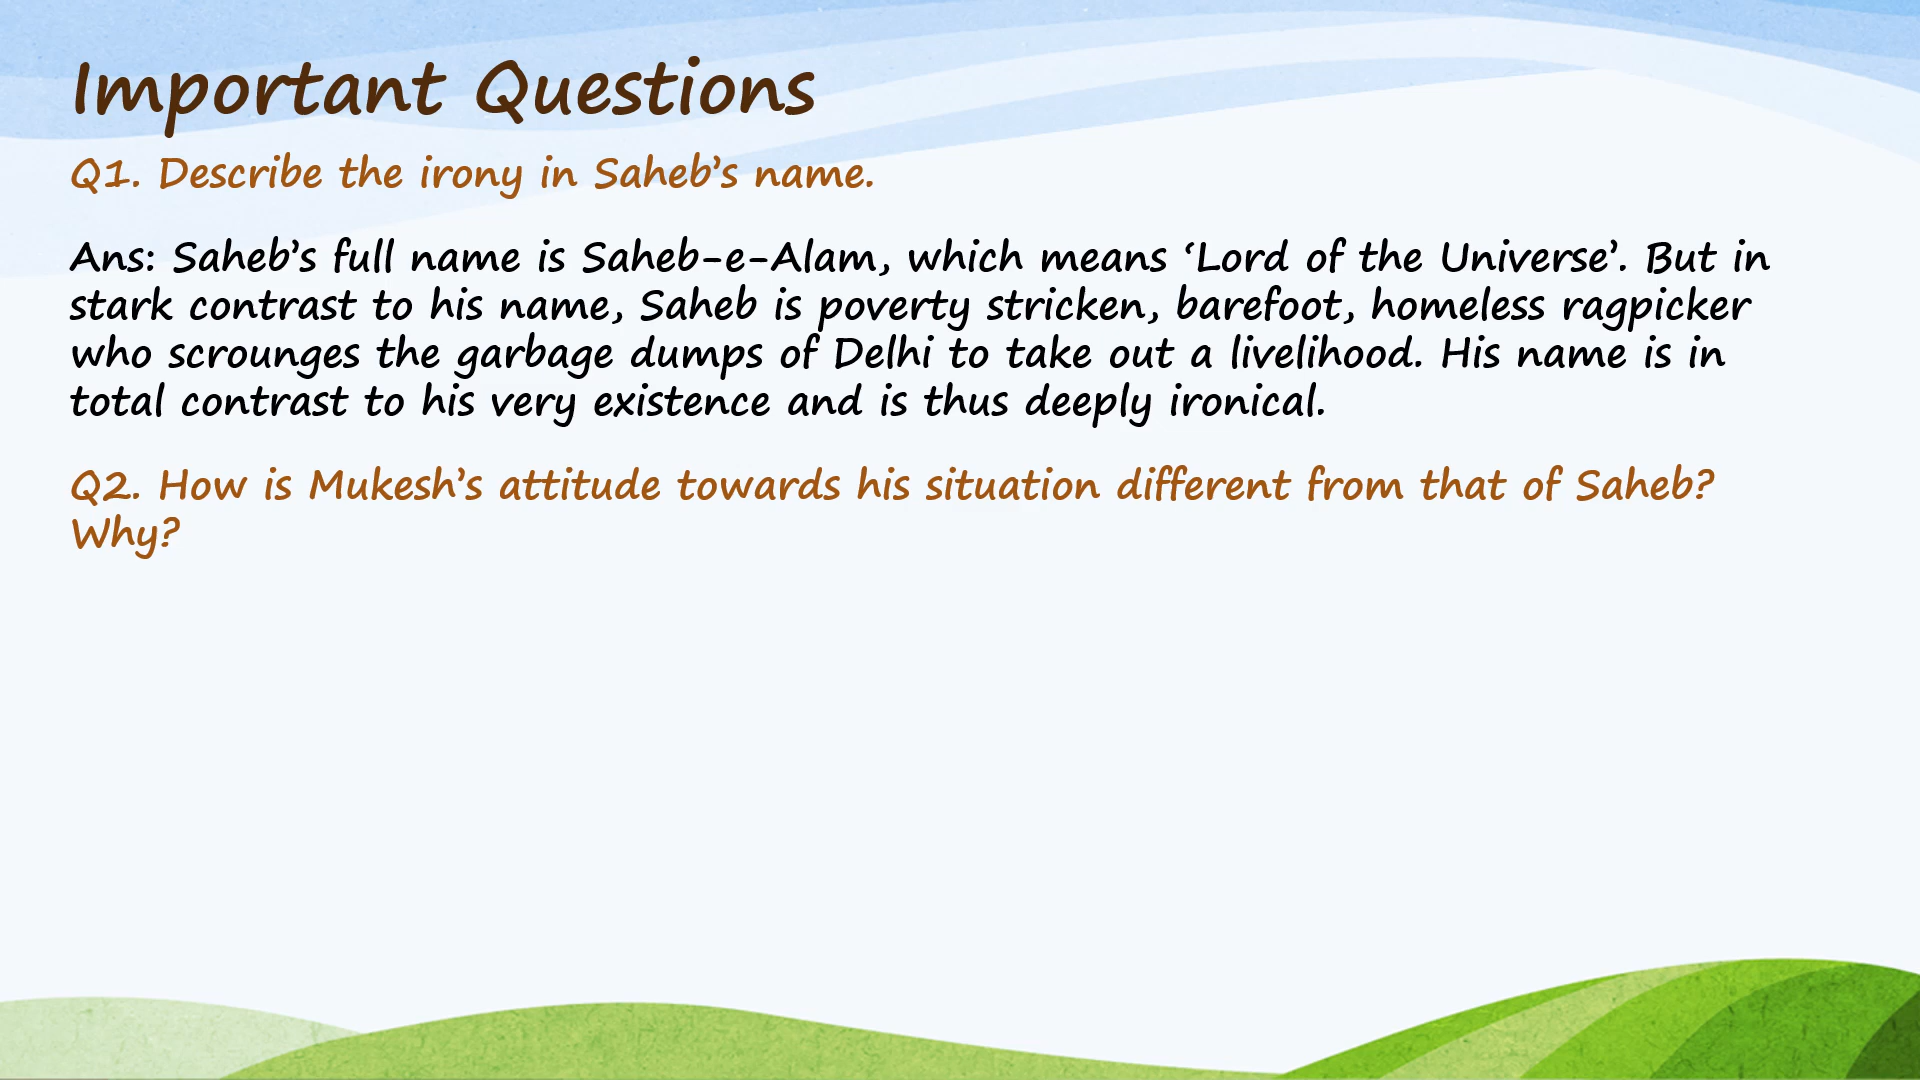 Important Questions
Q1. Describe the irony in Saheb’s name.
Ans: Saheb’s full name is Saheb-e-Alam, which means ‘Lord of the Universe’. But in
stark contrast to his name, Saheb is poverty stricken, barefoot, homeless ragpicker
who scrounges the garbage dumps of Delhi to take out a livelihood. His name is in
total contrast to his very existence and is thus deeply ironical.
Q2. How is Mukesh’s attitude towards his situation different from that of Saheb?
Why?